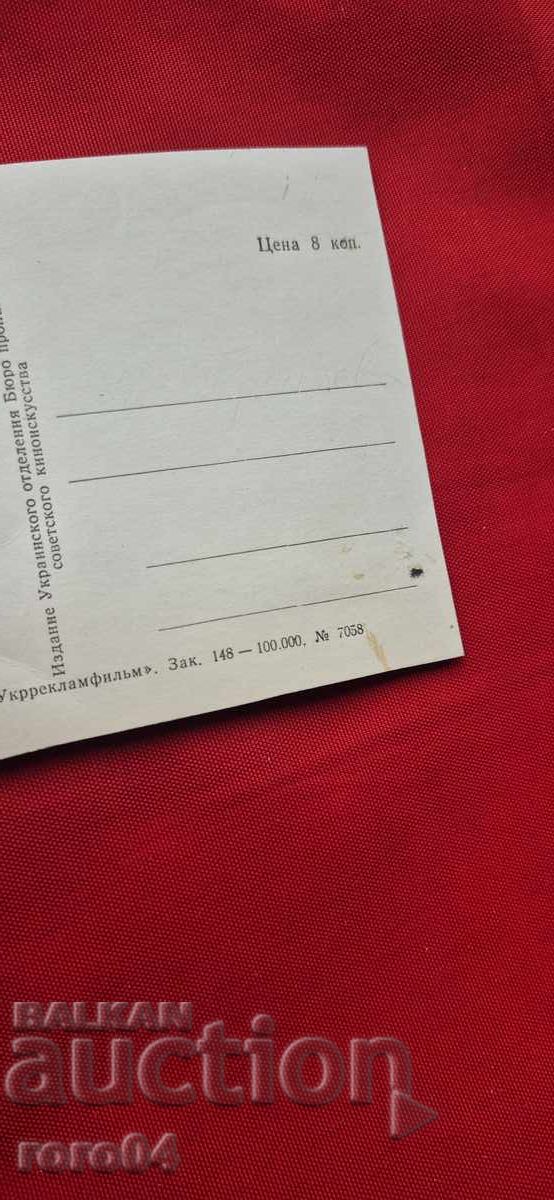 Цена 8 коп.
Издание Украинского отделения Бюро
советского киноискусства
Укррекламфильм». Зак. 148 — 100.000. № 7058
BALKAN
auction
roro04